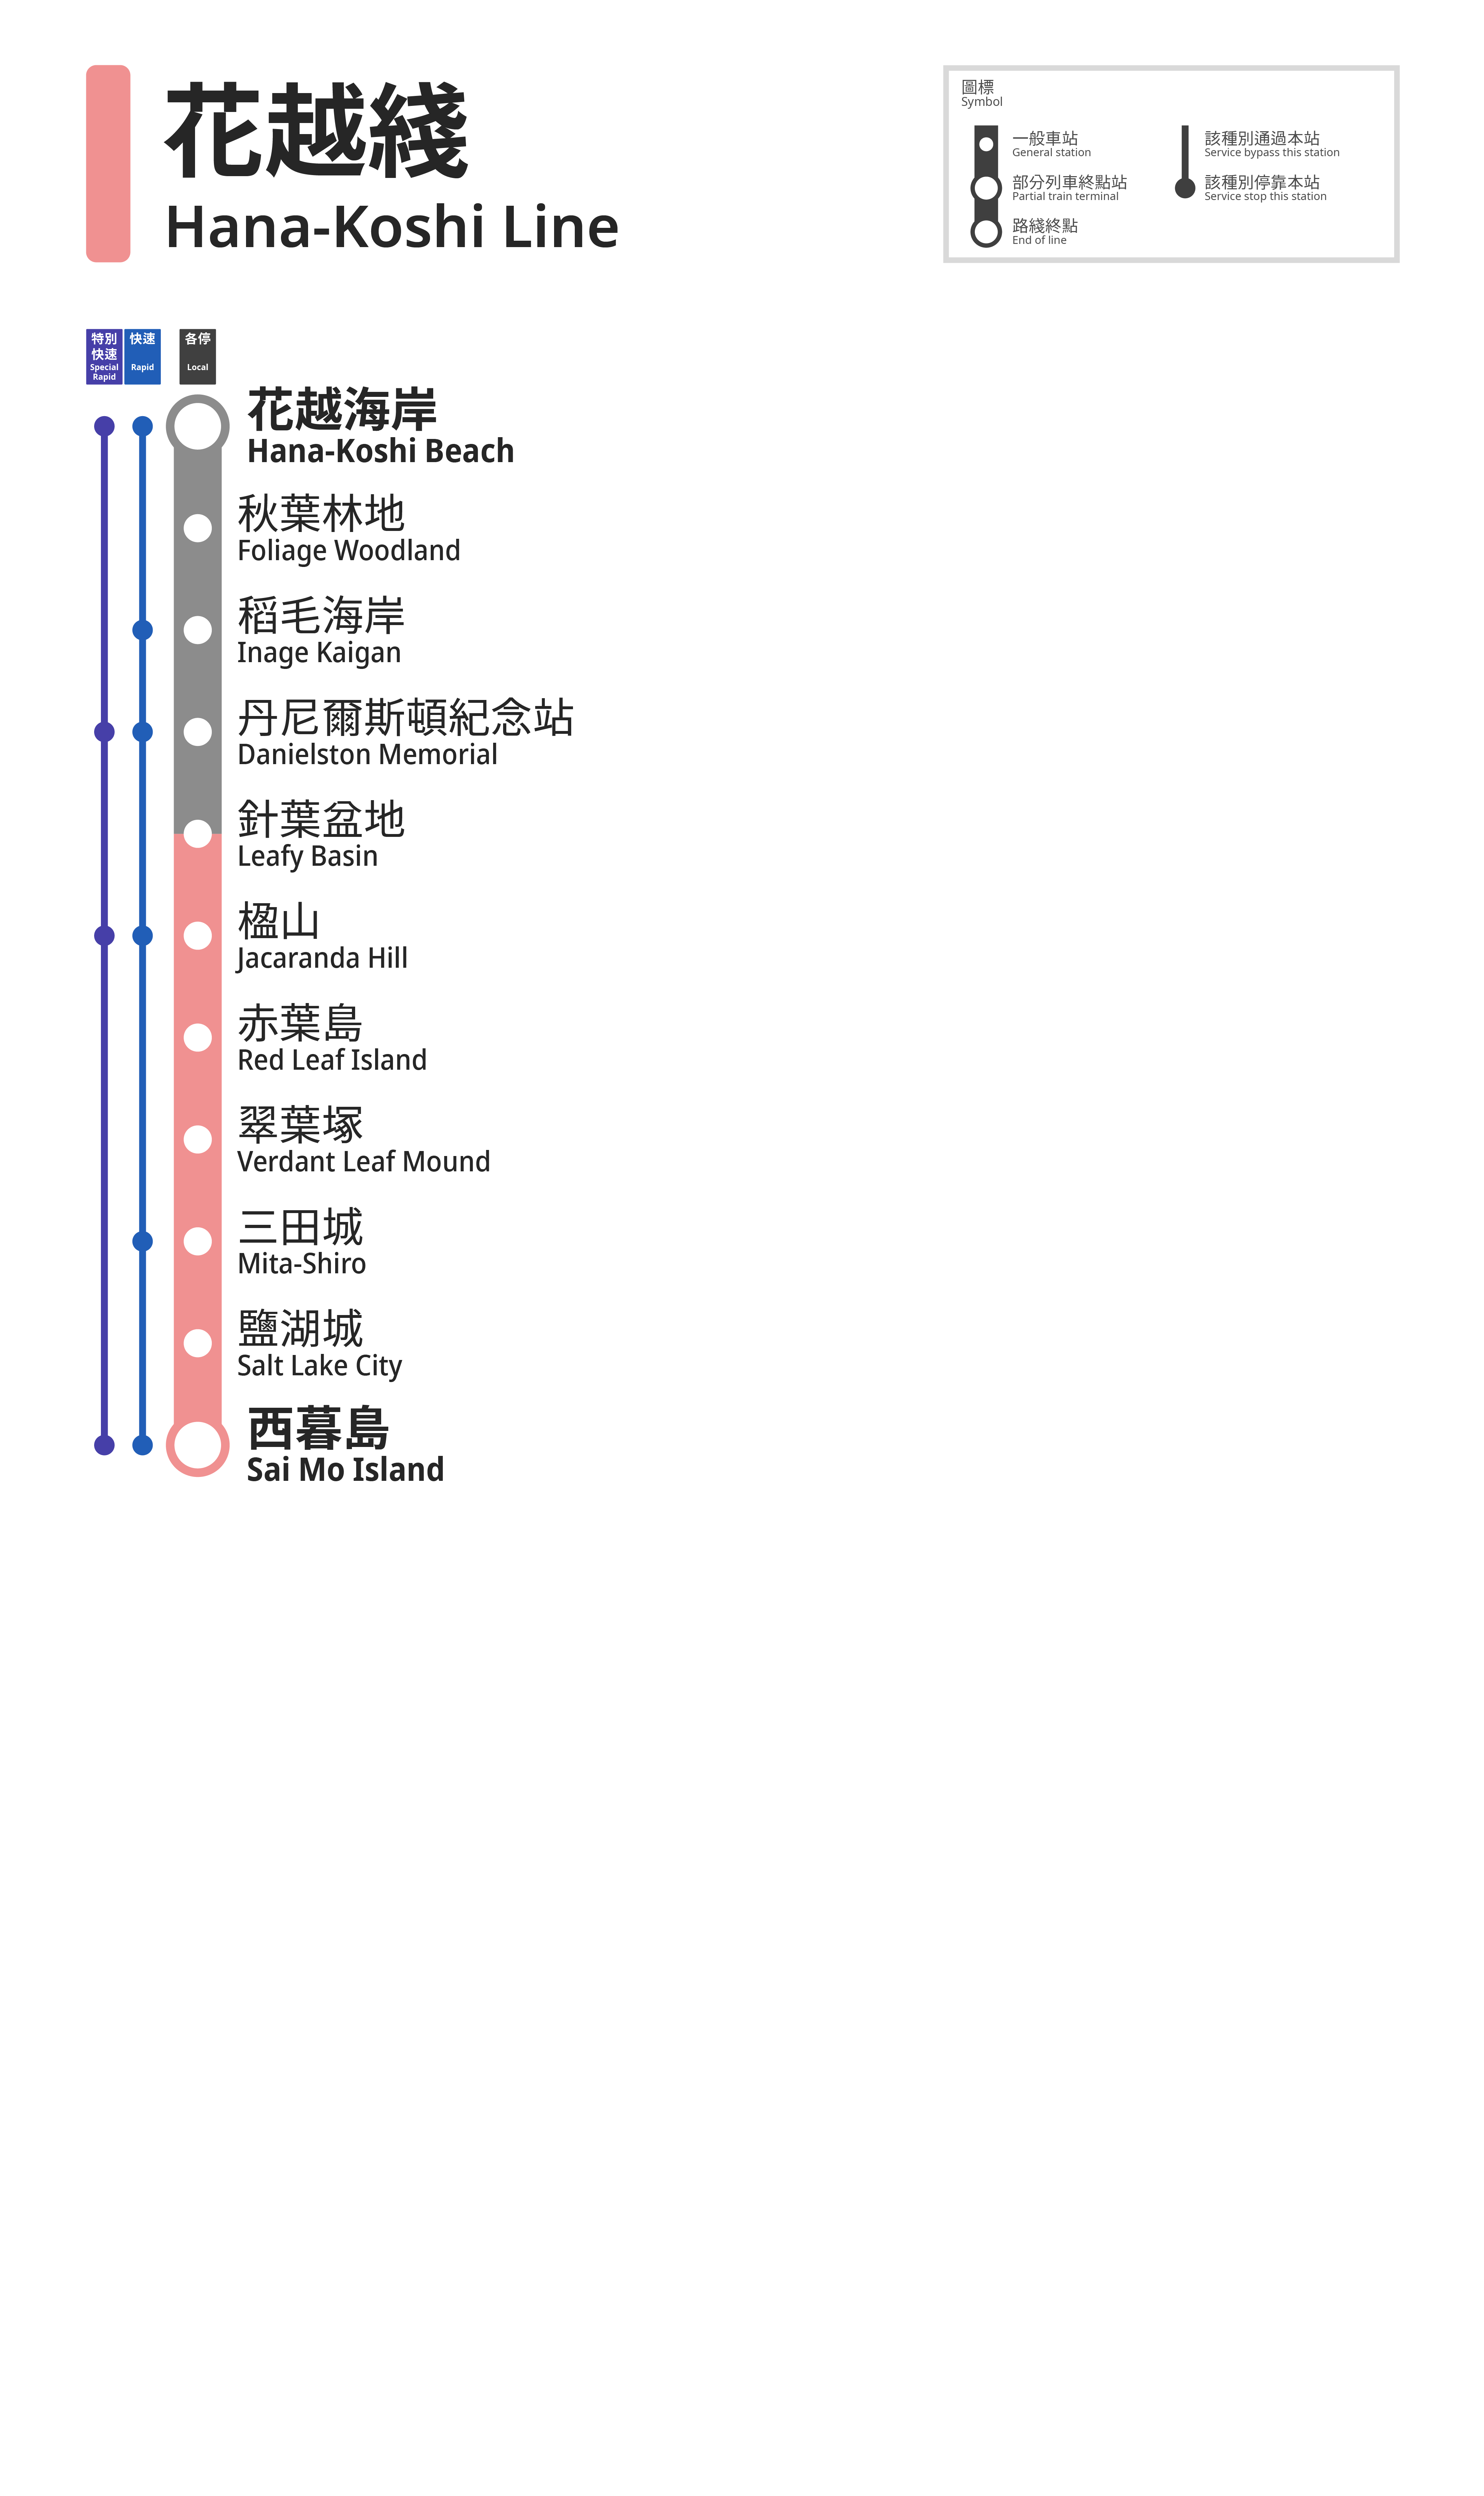 花越綫
Hana-Koshi Line
圖標
Symbol
一般車站
General station
部分列車終點站
Partial train terminal
路綫終點
End of line
該種別通過本站
Service bypass this station
該種別停靠本站
Service stop this station
特別
快速
Special
Rapid
快速
Rapid
各停
Local
花越海岸
Hana-Koshi Beach
秋葉林地
Foliage Woodland
稻毛海岸
Inage Kaigan
丹尼爾斯頓紀念站
Danielston Memorial
針葉盆地
Leafy Basin
楹山
Jacaranda Hill
赤葉島
Red Leaf Island
翠葉塚
Verdant Leaf Mound
三田城
Mita-Shiro
鹽湖城
Salt Lake City
西暮島
Sai Mo Island